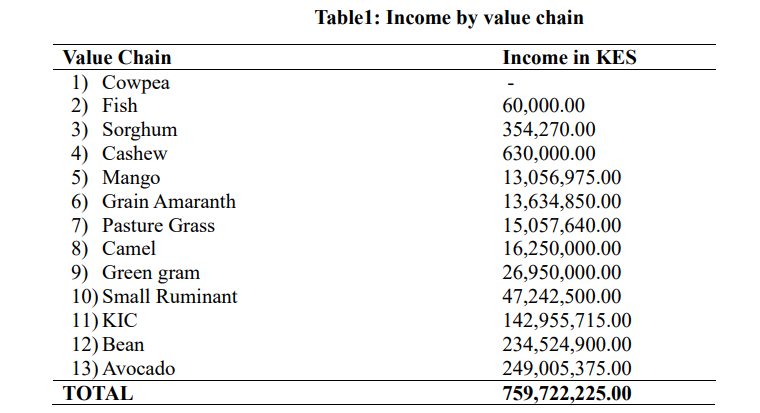 Table1: Income by value chain
Value Chain Income in KES
1) Cowpea -
2) Fish 60,000.00
3) Sorghum 354,270.00
4) Cashew 630,000.00
5) Mango 13,056,975.00
6) Grain Amaranth 13,634,850.00
7) Pasture Grass 15,057,640.00
8) Camel 16,250,000.00
9) Green gram 26,950,000.00
10) Small Ruminant 47,242,500.00
11) KIC 142,955,715.00
12) Bean 234,524,900.00
13) Avocado 249,005,375.00
TOTAL 759,722,225.00